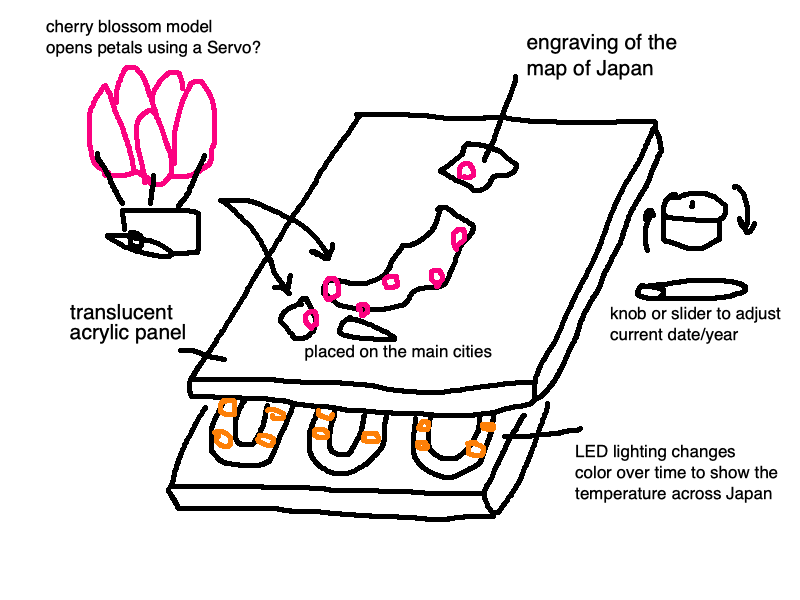 cherry blossom model
opens petals using a Servo?
engraving of the
map of Japan
translucent
acrylic panel
placed on the main cities
knob or slider to adjust
current date/year
LED lighting changes
color over time to show the
temperature across Japan